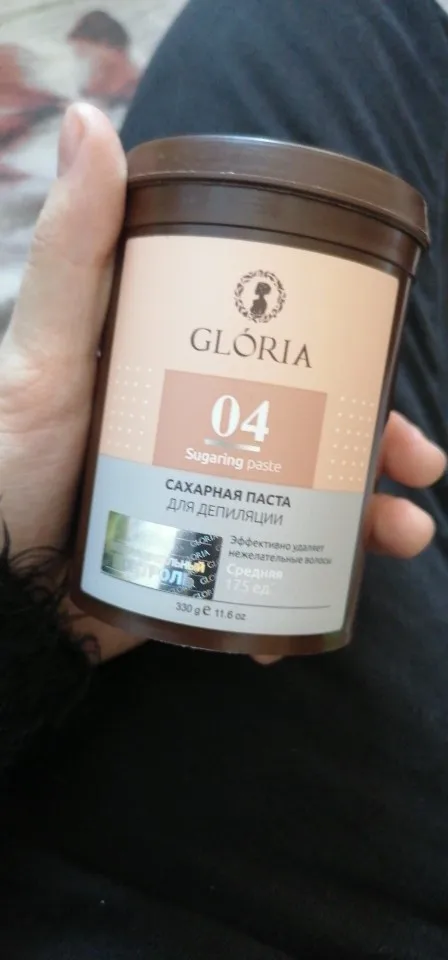 GLÓRIA
04
Sugaring paste
САХАРНАЯ ПАСТА
ДЛЯ ДЕПИЛЯЦИИ
Эффективно удаляет
нежелательные волосы
Средняя
175 ед.
GLORIA
330 g e 11.6 oz